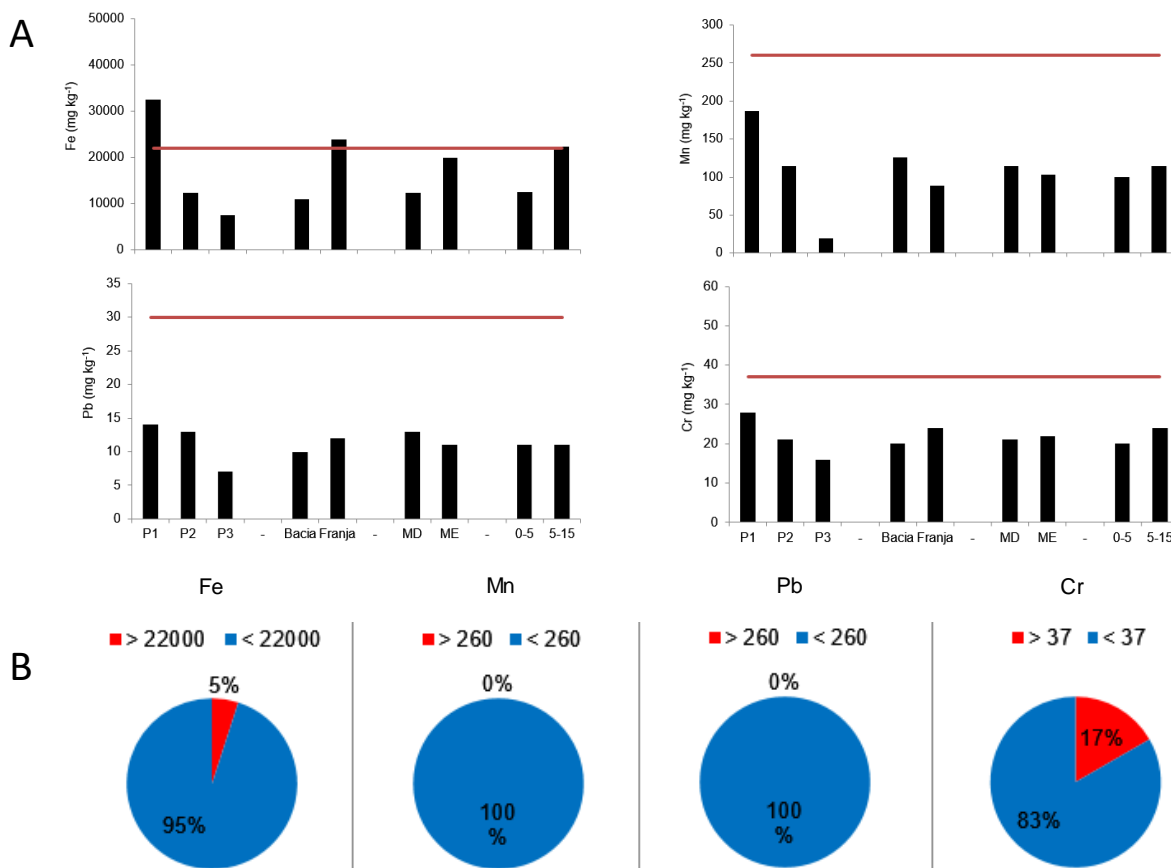 A
Fe (mg kg⁻¹)
50000
40000
30000
20000
10000
0
Mn (mg kg⁻¹)
300
250
200
150
100
50
0
Pb (mg kg⁻¹)
35
30
25
20
15
10
5
0
P1 P2 P3 - Bacia Franja - MD ME - 0-5 5-15
Cr (mg kg⁻¹)
60
50
40
30
20
10
0
P1 P2 P3 - Bacia Franja - MD ME - 0-5 5-15
B
Fe
> 22000 < 22000
5%
95%
Mn
> 260 < 260
0%
100
%
Pb
> 260 < 260
0%
100
%
Cr
> 37 < 37
17%
83%